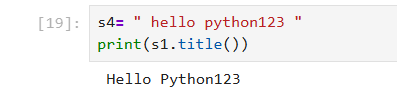 [19]: s4= " hello python123 "
print(s1.title())
Hello Python123